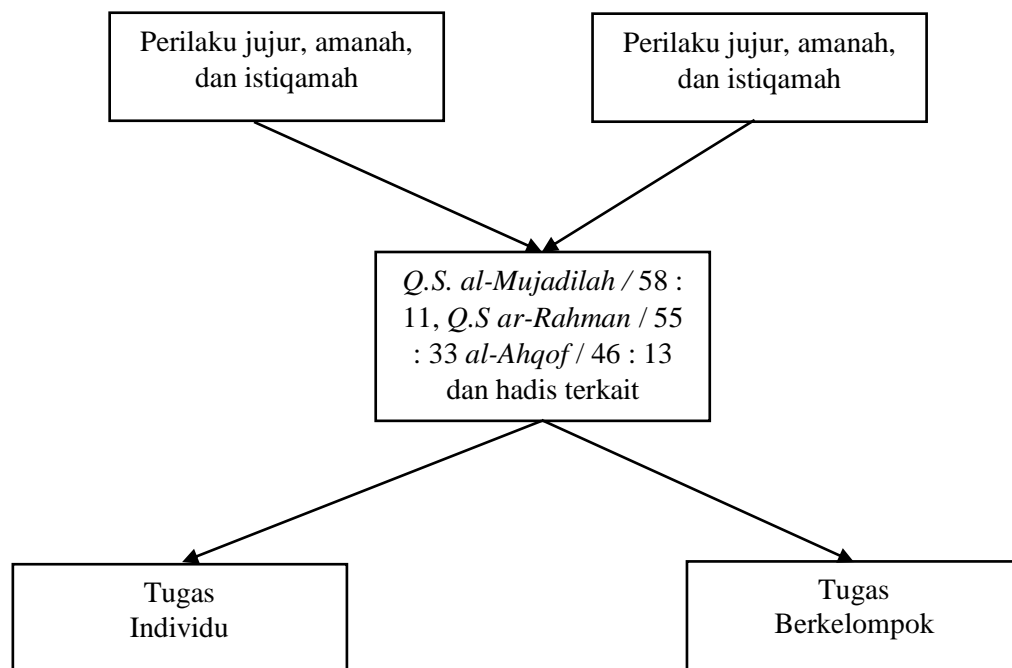 Perilaku jujur, amanah,
dan istiqamah
Perilaku jujur, amanah,
dan istiqamah
Q.S. al-Mujadilah / 58 :
11, Q.S ar-Rahman / 55
: 33 al-Ahqof / 46 : 13
dan hadis terkait
Tugas
Individu
Tugas
Berkelompok